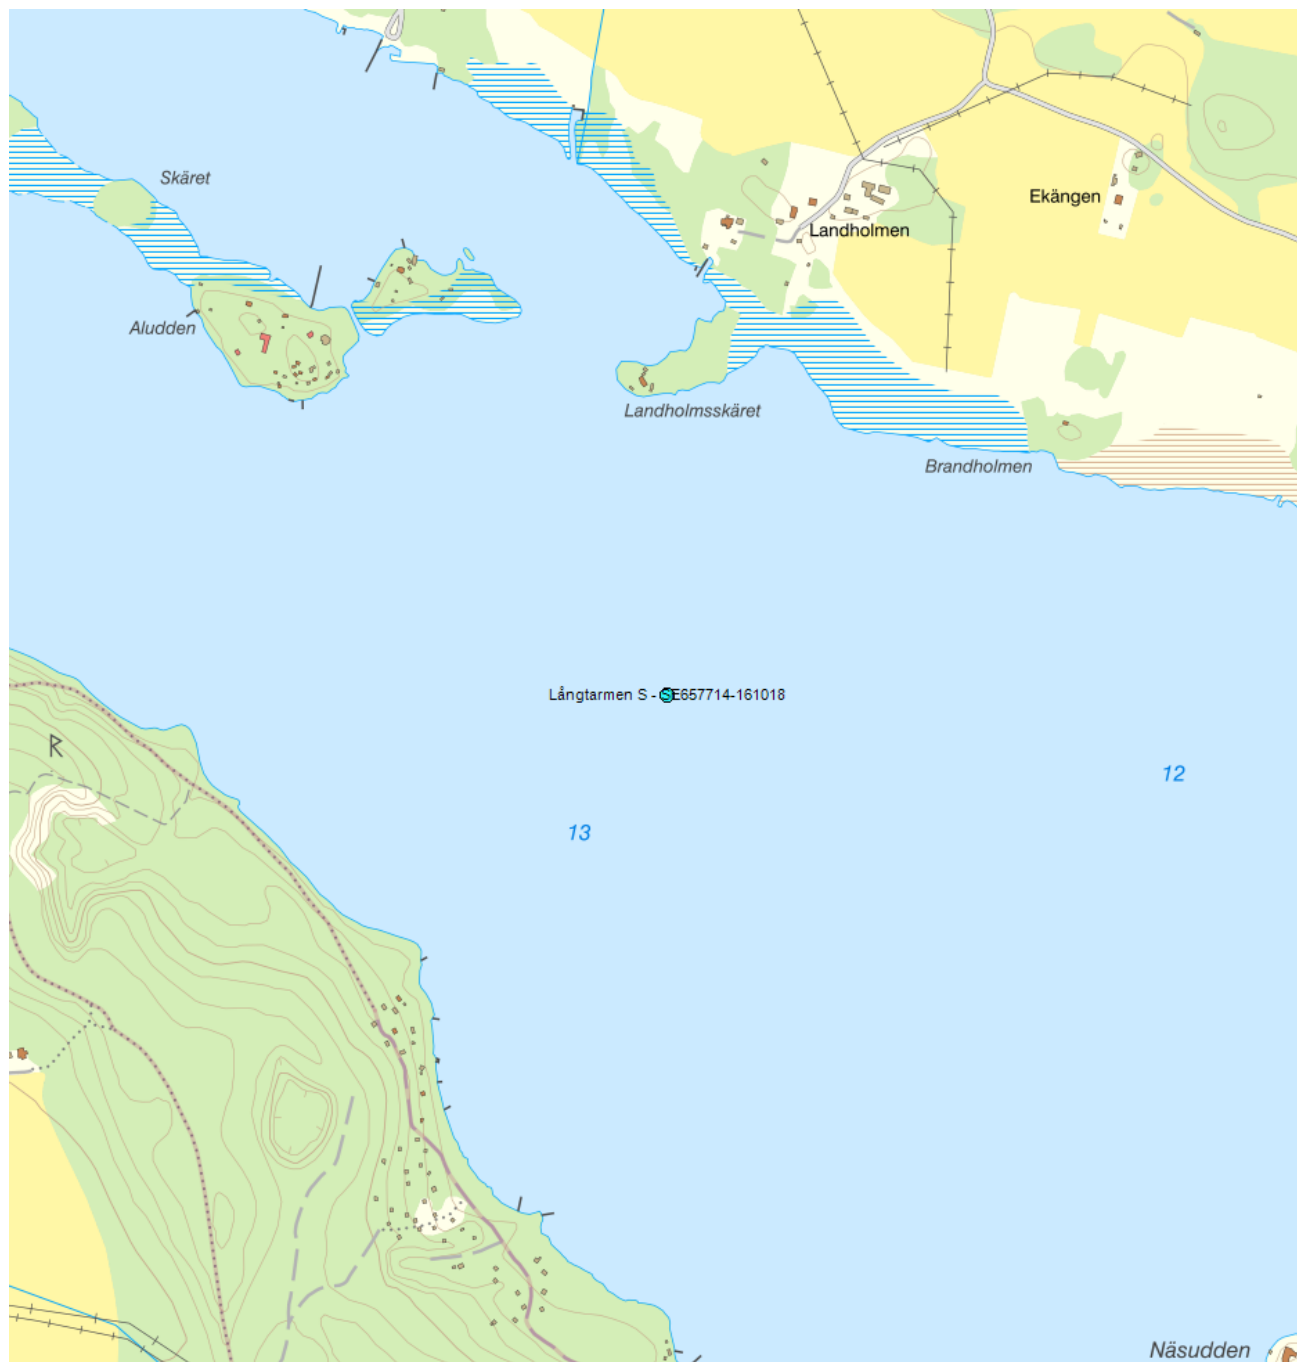 Skäret
Ekängen
Landholmen
Aludden
Landholmsskäret
Brandholmen
Långtarmen S - SE657714-161018
R
12
13
Näsudden